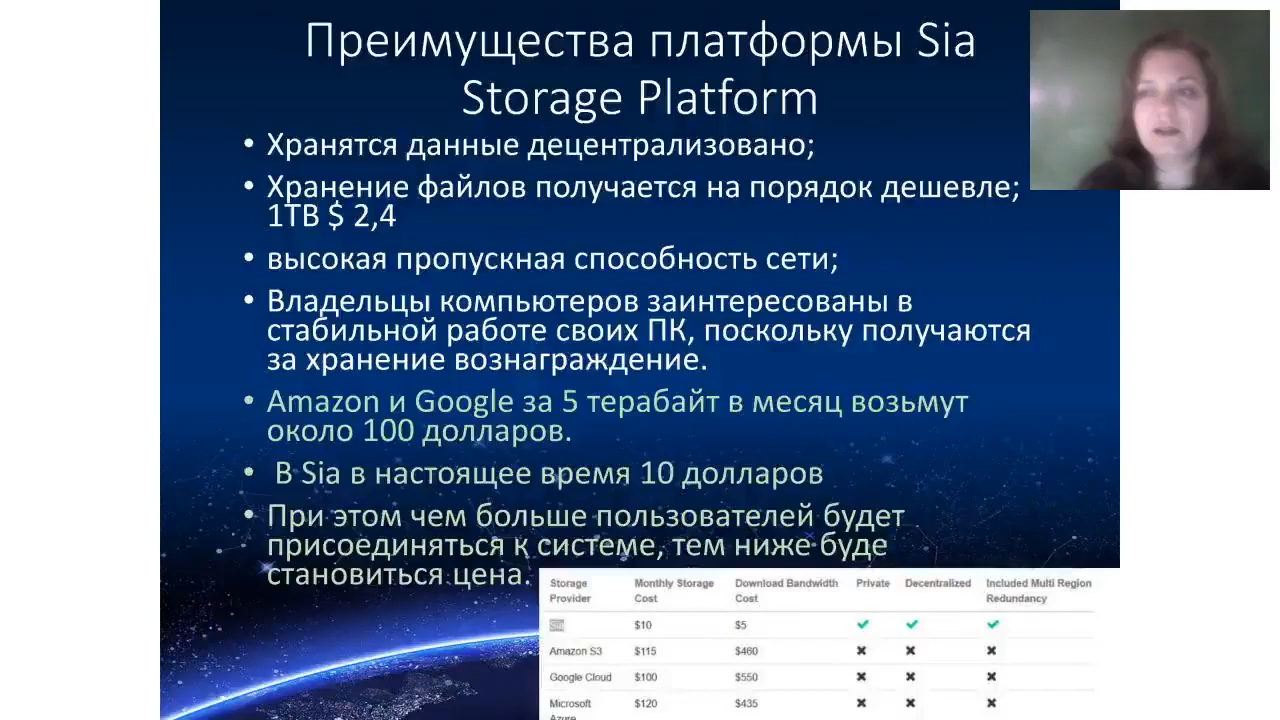 Преимущества платформы Sia
Storage Platform
• Хранятся данные децентрализовано;
• Хранение файлов получается на порядок дешевле;
1TB $ 2,4
• высокая пропускная способность сети;
• Владельцы компьютеров заинтересованы в
стабильной работе своих ПК, поскольку получаются
за хранение вознаграждение.
• Amazon и Google за 5 терабайт в месяц возьмут
около 100 долларов.
• В Sia в настоящее время 10 долларов
• При этом чем больше пользователей будет
присоединяться к системе, тем ниже буде
становиться цена.
Storage Provider Monthly Storage Cost Download Bandwidth Cost Private Decentralized Included Multi Region Redundancy
Sia $10 $5 ✔ ✔ ✔
Amazon S3 $115 $460 ✖ ✖ ✖
Google Cloud $100 $550 ✖ ✖ ✖
Microsoft Azure $120 $435 ✖ ✖ ✖